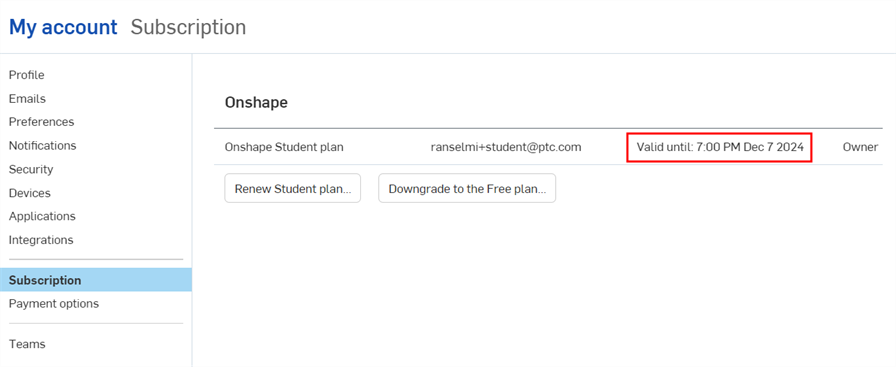 My account Subscription
Profile
Emails
Preferences
Notifications
Security
Devices
Applications
Integrations
Subscription
Payment options
Teams
Onshape
Onshape Student plan ranselmi+student@ptc.com Valid until: 7:00 PM Dec 7 2024 Owner
Renew Student plan... Downgrade to the Free plan...